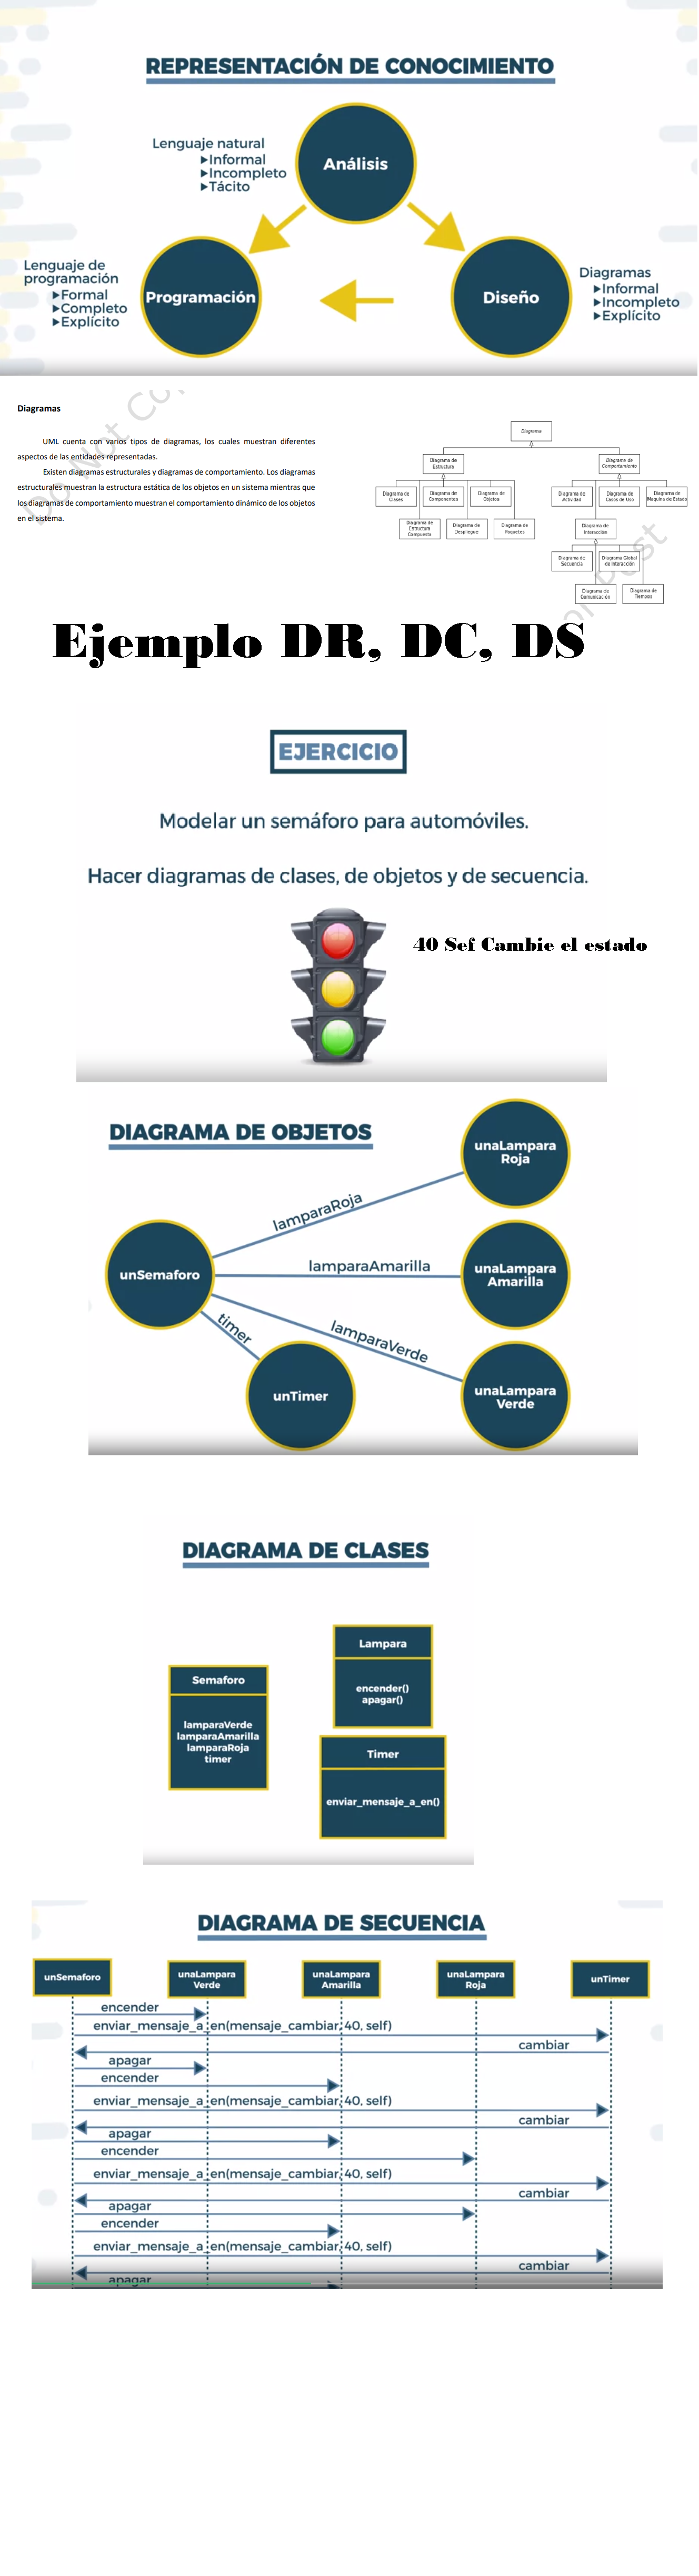 REPRESENTACIÓN DE CONOCIMIENTO
Lenguaje natural
▶Informal
▶Incompleto
▶Tácito
Análisis
Lenguaje de
programación
▶Formal
▶Completo
▶Explícito
Programación
Diseño
Diagramas
▶Informal
▶Incompleto
▶Explícito
Diagramas
UML cuenta con varios tipos de diagramas, los cuales muestran diferentes
aspectos de las entidades representadas.
Existen diagramas estructurales y diagramas de comportamiento. Los diagramas
estructurales muestran la estructura estática de los objetos en un sistema mientras que
los diagramas de comportamiento muestran el comportamiento dinámico de los objetos
en el sistema.
Do Not Co
or Post
Diagrama
Diagrama de
Estructura
Diagrama de
Comportamiento
Diagrama de
Clases
Diagrama de
Componentes
Diagrama de
Objetos
Diagrama de
Actividad
Diagrama de
Casos de Uso
Diagrama de
Maquina de Estado
Diagrama de
Estructura
Compuesta
Diagrama de
Despliegue
Diagrama de
Paquetes
Diagrama de
Interacción
Diagrama de
Secuencia
Diagrama Global
de Interacción
Diagrama de
Comunicación
Diagrama de
Tiempos
Ejemplo DR, DC, DS
EJERCICIO
Modelar un semáforo para automóviles.
Hacer diagramas de clases, de objetos y de secuencia.
40 Sef Cambie el estado
DIAGRAMA DE OBJETOS
unaLampara
Roja
lamparaRoja
unSemaforo
lamparaAmarilla
unaLampara
Amarilla
timer
lamparaVerde
unTimer
unaLampara
Verde
DIAGRAMA DE CLASES
Lampara
encender()
apagar()
Semaforo
lamparaVerde
lamparaAmarilla
lamparaRoja
timer
Timer
enviar_mensaje_a_en()
DIAGRAMA DE SECUENCIA
unSemaforo
unaLampara
Verde
unaLampara
Amarilla
unaLampara
Roja
unTimer
encender
enviar_mensaje_a_en(mensaje_cambiar, 40, self)
cambiar
apagar
encender
enviar_mensaje_a_en(mensaje_cambiar, 40, self)
cambiar
apagar
encender
enviar_mensaje_a_en(mensaje_cambiar, 40, self)
cambiar
apagar
encender
enviar_mensaje_a_en(mensaje_cambiar, 40, self)
cambiar
apagar